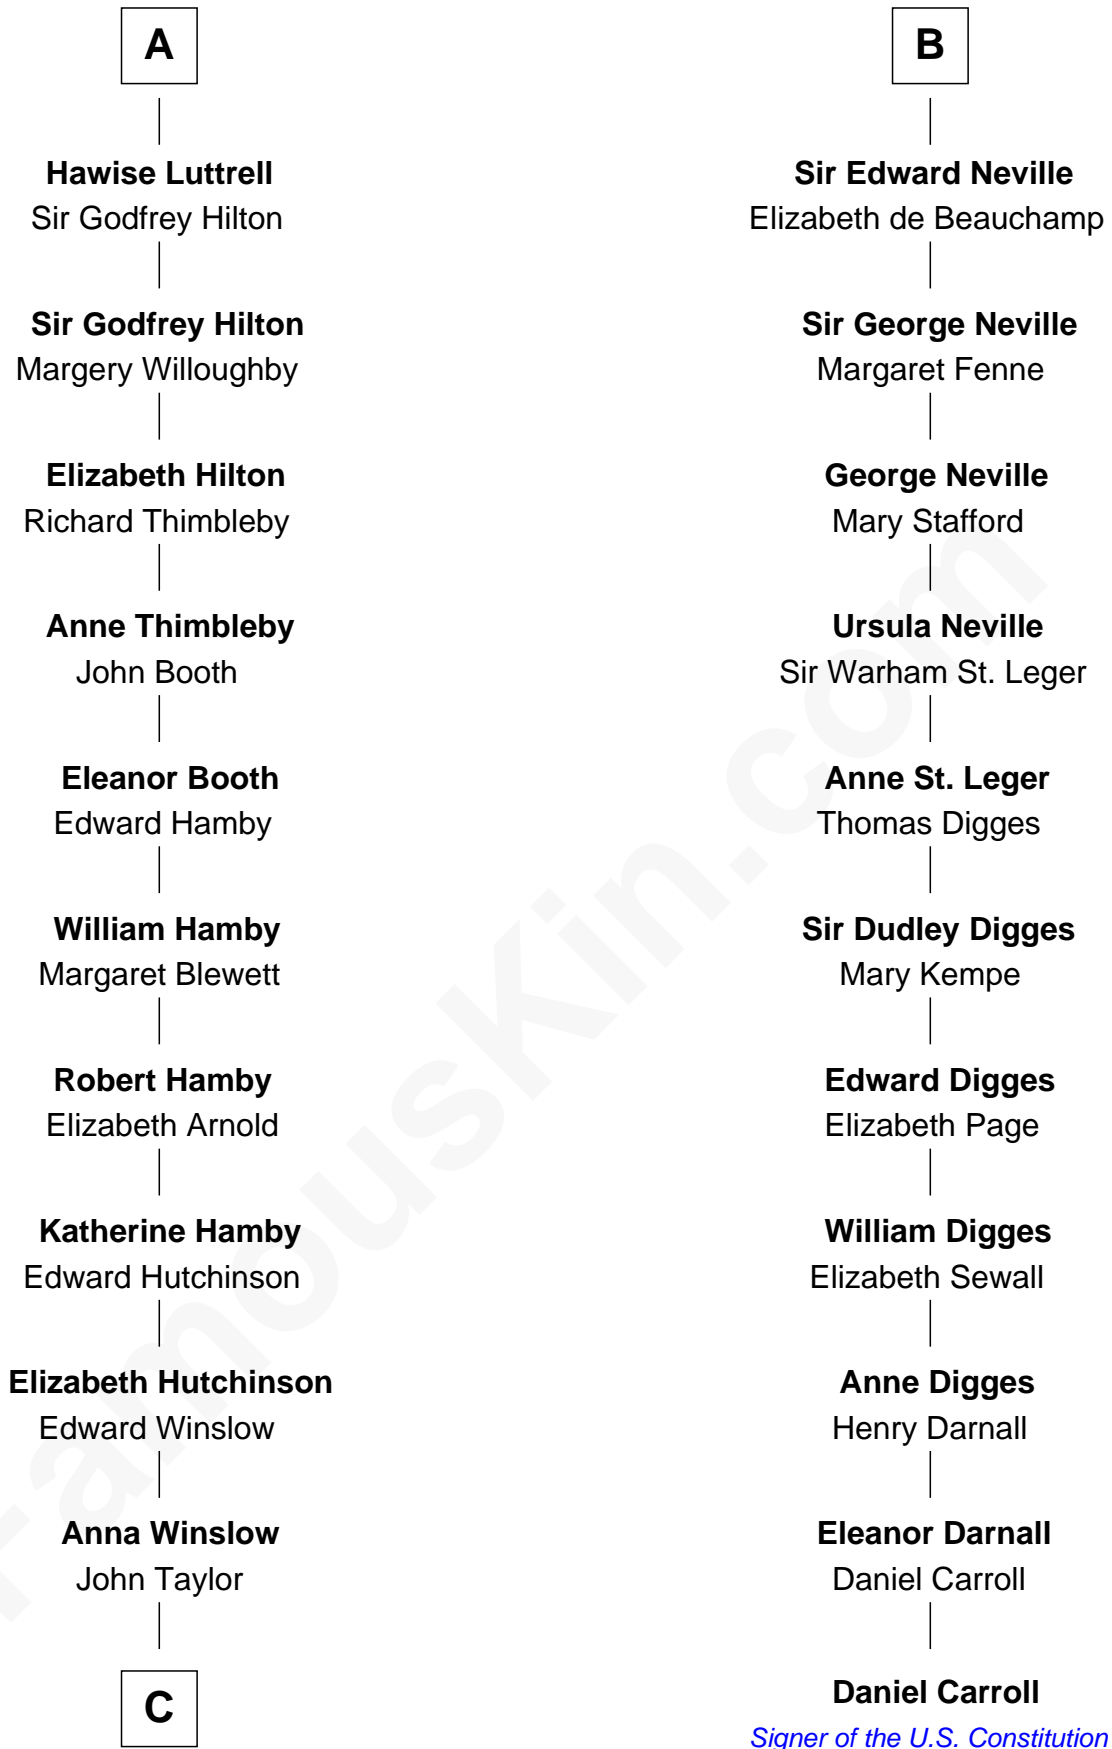 A
Hawise Luttrell
Sir Godfrey Hilton
Sir Godfrey Hilton
Margery Willoughby
Elizabeth Hilton
Richard Thimbleby
Anne Thimbleby
John Booth
Eleanor Booth
Edward Hamby
William Hamby
Margaret Blewett
Robert Hamby
Elizabeth Arnold
Katherine Hamby
Edward Hutchinson
Elizabeth Hutchinson
Edward Winslow
Anna Winslow
John Taylor
C
B
Sir Edward Neville
Elizabeth de Beauchamp
Sir George Neville
Margaret Fenne
George Neville
Mary Stafford
Ursula Neville
Sir Warham St. Leger
Anne St. Leger
Thomas Digges
Sir Dudley Digges
Mary Kempe
Edward Digges
Elizabeth Page
William Digges
Elizabeth Sewall
Anne Digges
Henry Darnall
Eleanor Darnall
Daniel Carroll
Daniel Carroll
Signer of the U.S. Constitution
FamousKin.com